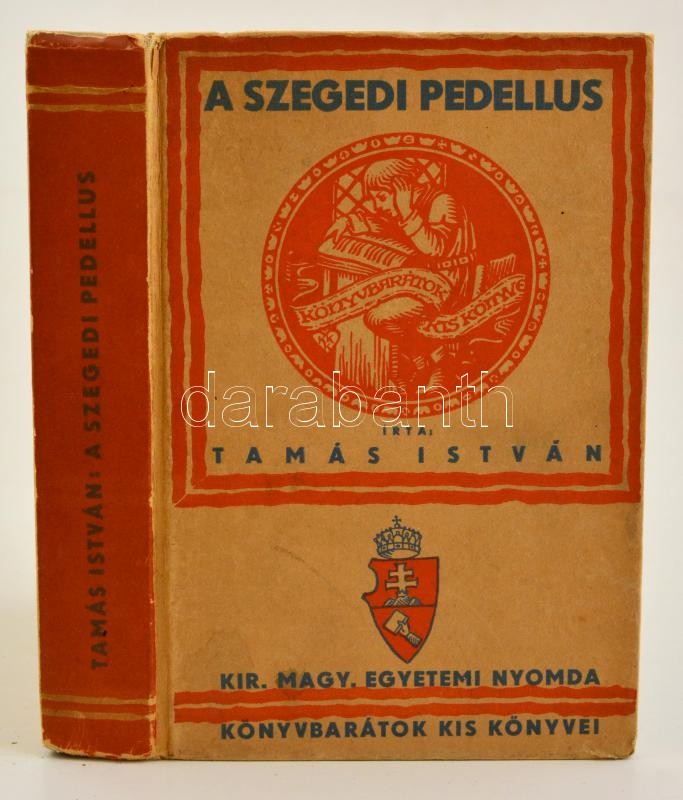 TAMÁS ISTVÁN: A SZEGEDI PEDELLUS
A SZEGEDI PEDELLUS
KÖNYVBARÁTOK
KIS KÖNYVE
darabanth
IRTA:
TAMÁS ISTVÁN
KIR. MAGY. EGYETEMI NYOMDA
KÖNYVBARÁTOK KIS KÖNYVEI